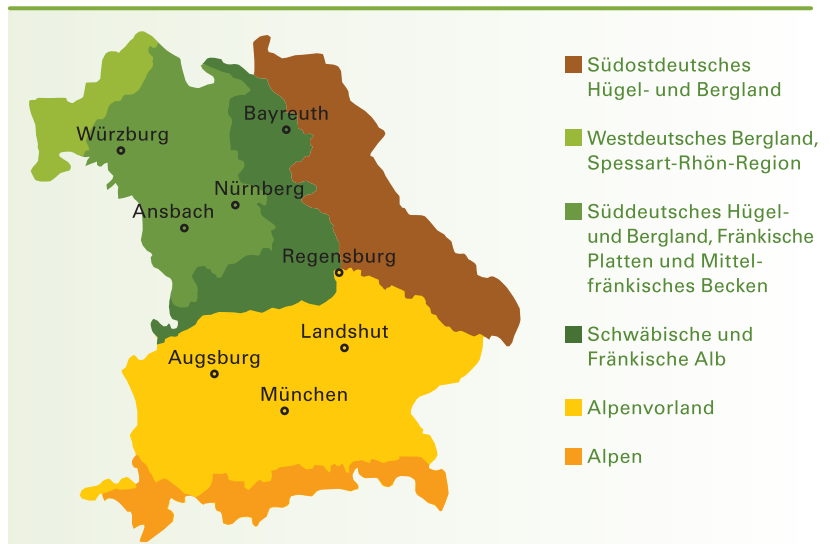 Bayreuth
Würzburg
Nürnberg
Ansbach
Regensburg
Landshut
Augsburg
München
Südostdeutsches
Hügel- und Bergland
Westdeutsches Bergland,
Spessart-Rhön-Region
Süddeutsches Hügel-
und Bergland, Fränkische
Platten und Mittel-
fränkisches Becken
Schwäbische und
Fränkische Alb
Alpenvorland
Alpen